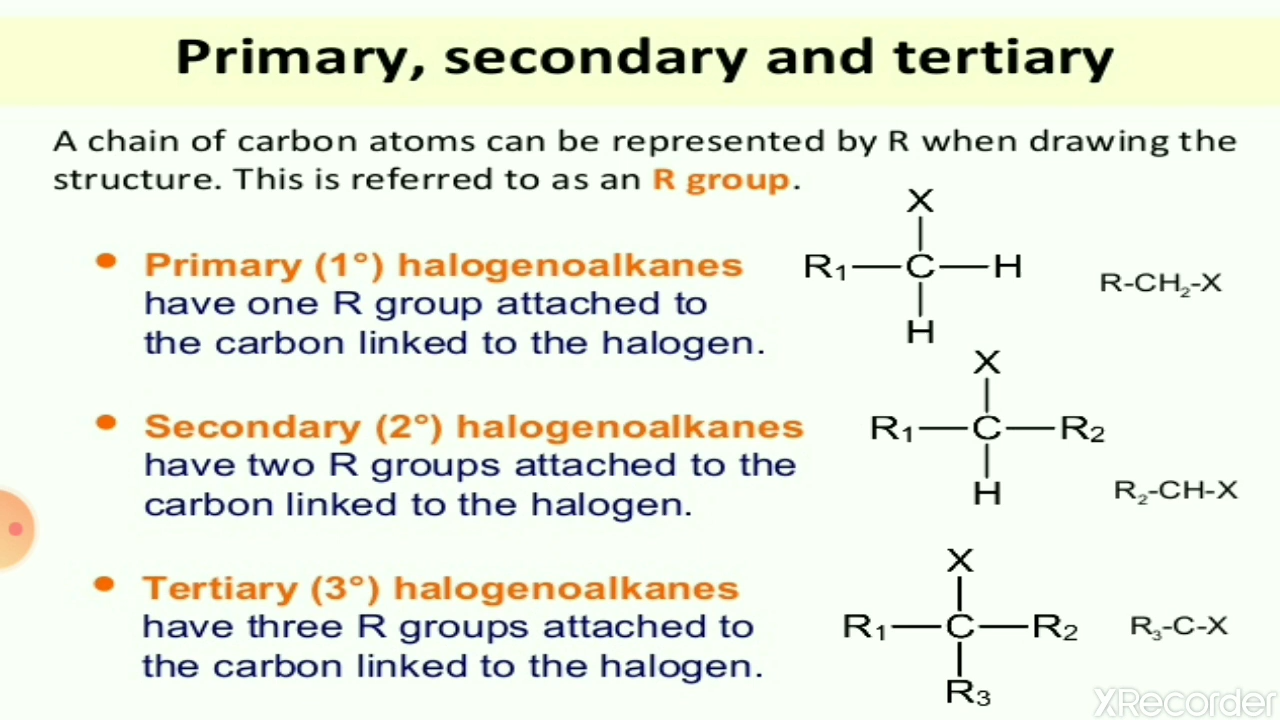 Primary, secondary and tertiary
A chain of carbon atoms can be represented by R when drawing the
structure. This is referred to as an R group.
• Primary (1°) halogenoalkanes
have one R group attached to
the carbon linked to the halogen.
X
R₁—C—H
H
R-CH₂-X
• Secondary (2°) halogenoalkanes
have two R groups attached to the
carbon linked to the halogen.
X
R₁—C—R₂
H
R₂-CH-X
• Tertiary (3°) halogenoalkanes
have three R groups attached to
the carbon linked to the halogen.
X
R₁—C—R₂
R₃
R₃-C-X
XRecorder